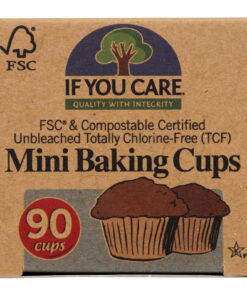 FSC
IF YOU CARE
QUALITY WITH INTEGRITY
FSC® & Compostable Certified
Unbleached Totally Chlorine-Free (TCF)
Mini Baking Cups
90
cups